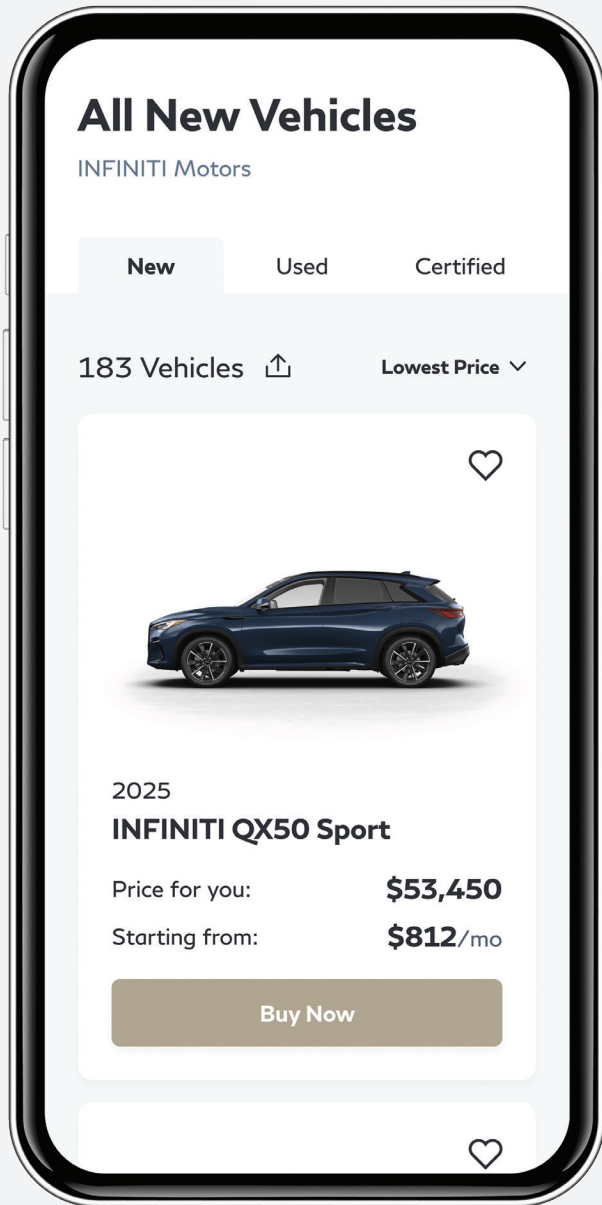 All New Vehicles
INFINITI Motors
New Used Certified
183 Vehicles Lowest Price
2025
INFINITI QX50 Sport
Price for you: $53,450
Starting from: $812/mo
Buy Now